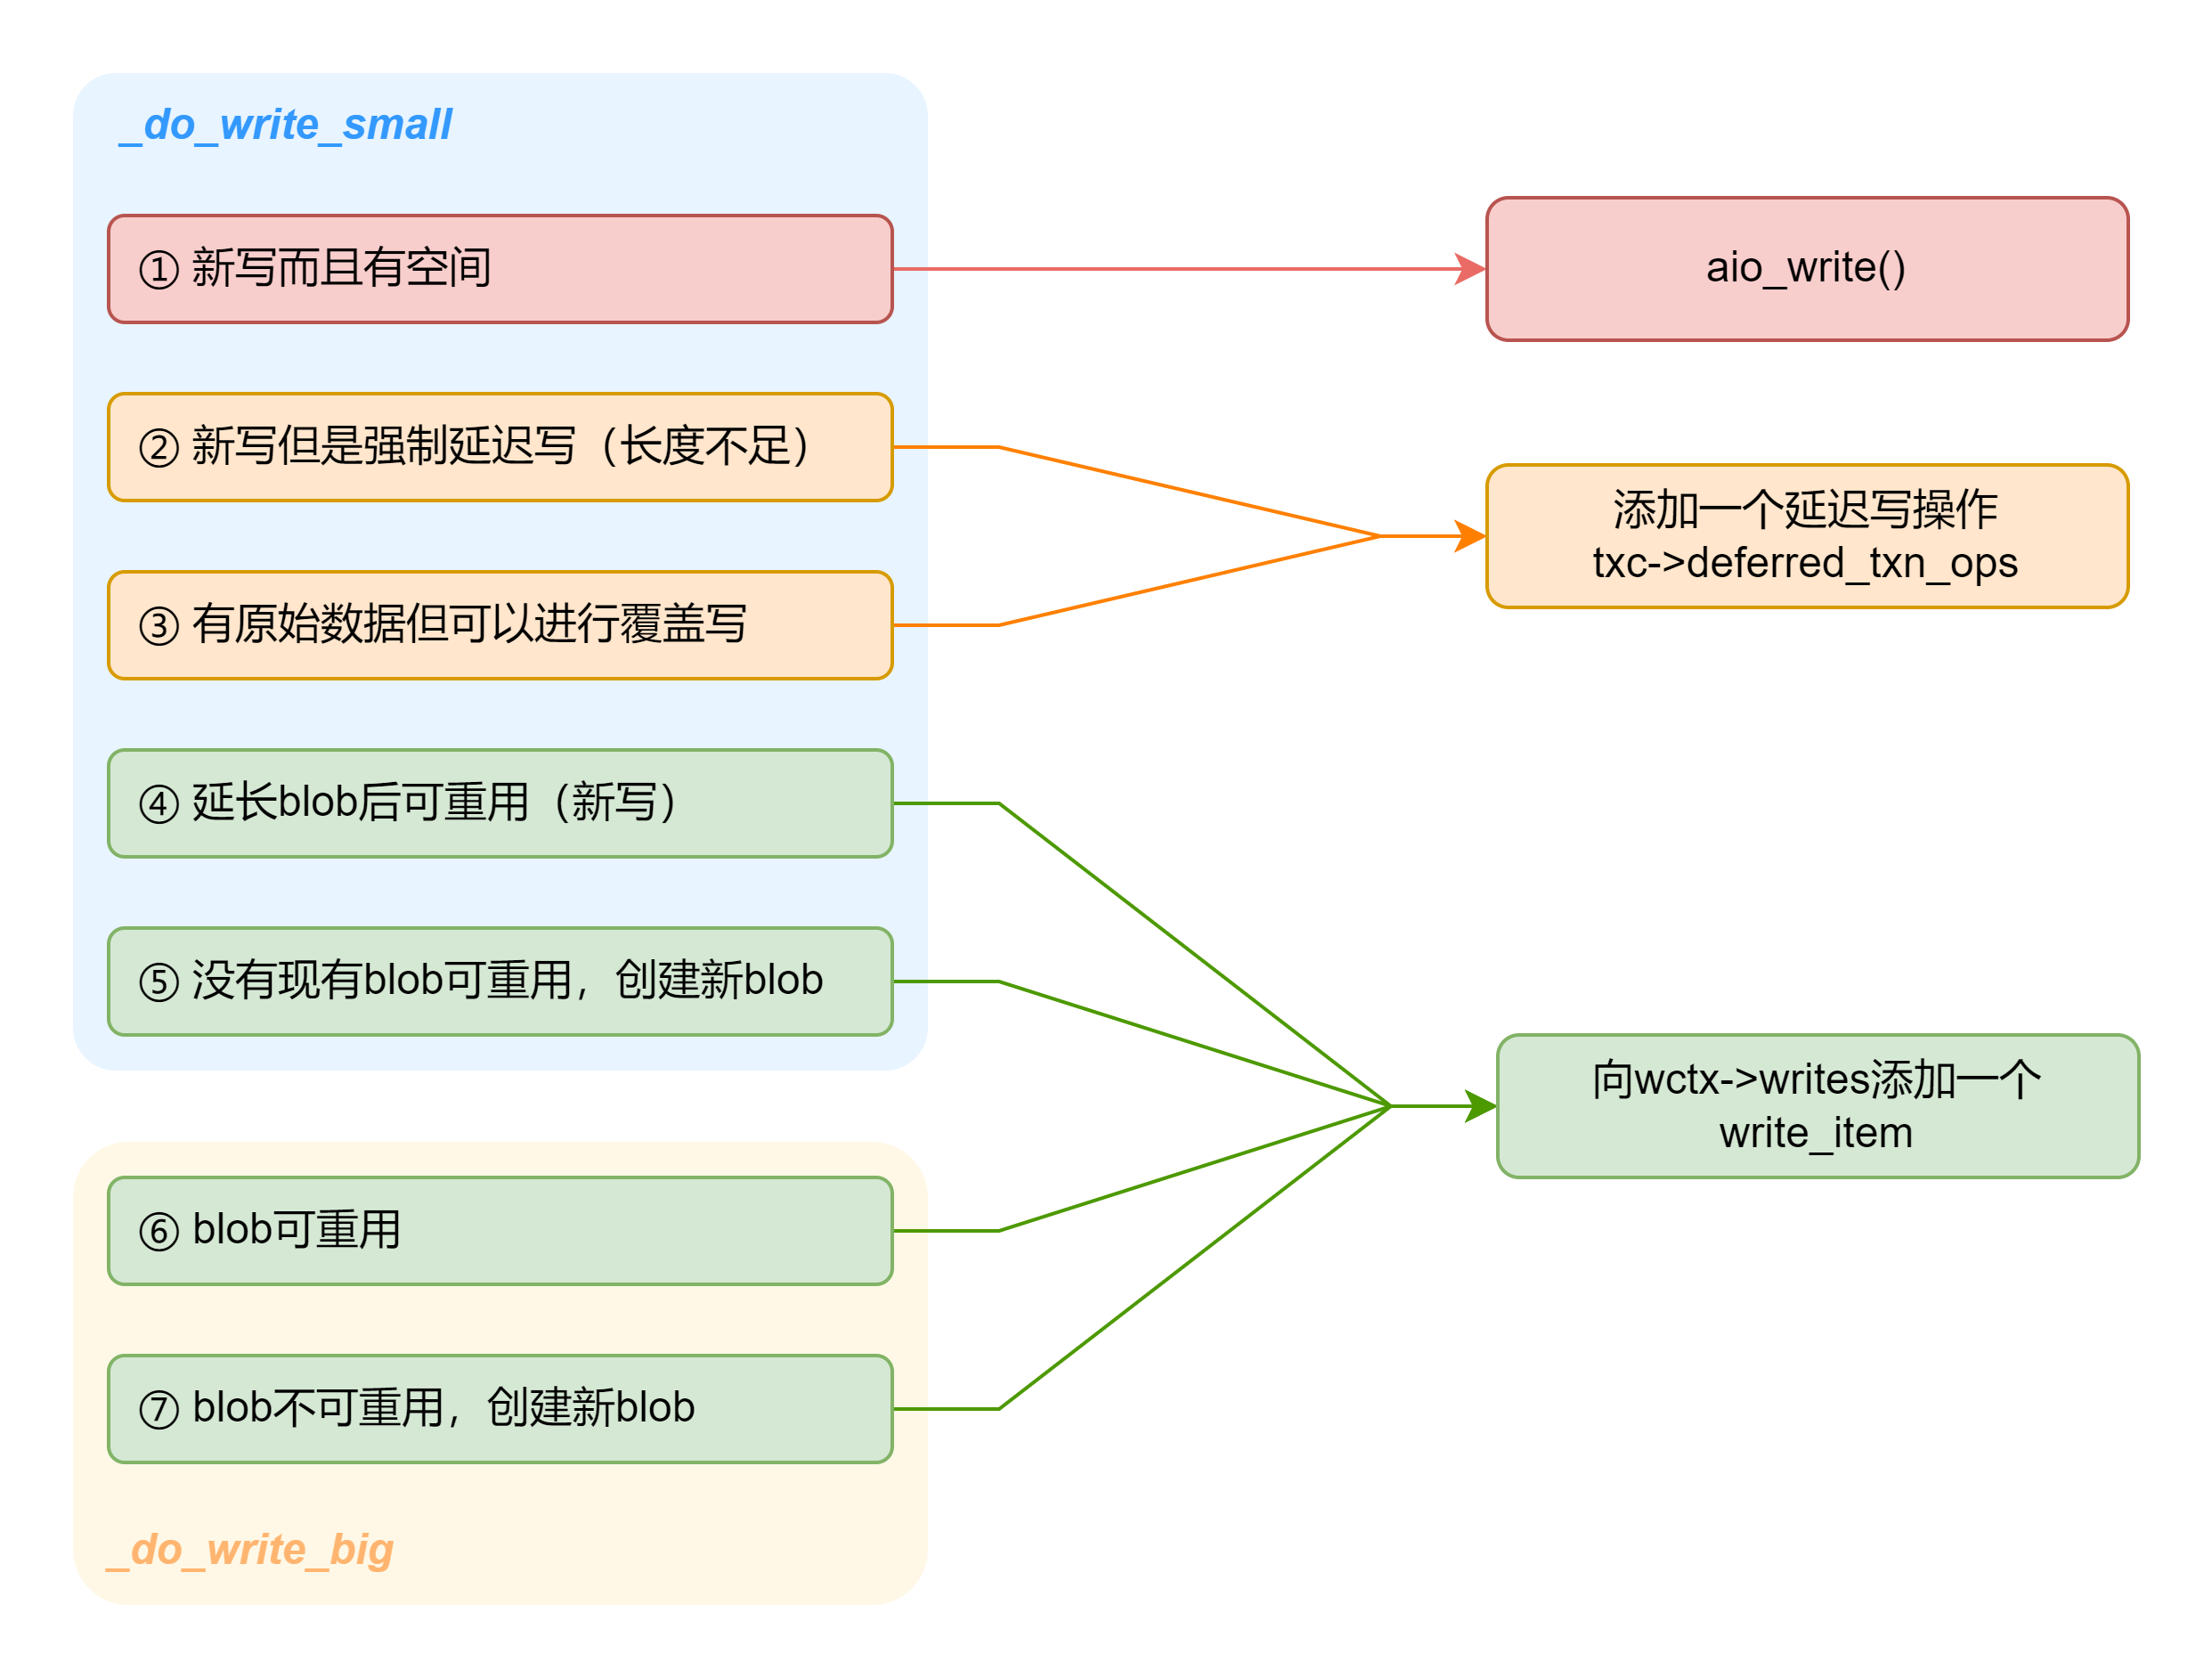 _do_write_small
① 新写而且有空间
② 新写但是强制延迟写（长度不足）
③ 有原始数据但可以进行覆盖写
④ 延长blob后可重用（新写）
⑤ 没有现有blob可重用，创建新blob
⑥ blob可重用
⑦ blob不可重用，创建新blob
_do_write_big
aio_write()
添加一个延迟写操作
txc->deferred_txn_ops
向wctx->writes添加一个
write_item